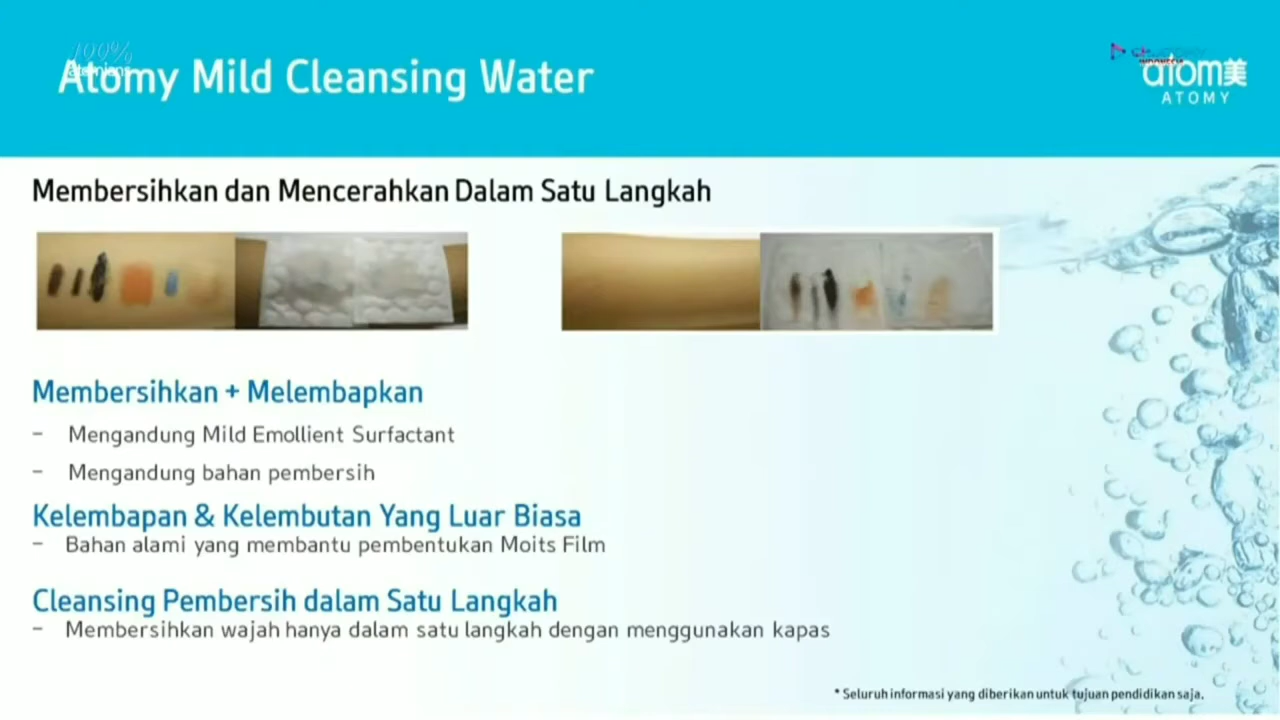 100%
Atomians
Atomy Mild Cleansing Water
INDONESIA
atom美
ATOMY
Membersihkan dan Mencerahkan Dalam Satu Langkah
Membersihkan + Melembapkan
- Mengandung Mild Emollient Surfactant
- Mengandung bahan pembersih
Kelembapan & Kelembutan Yang Luar Biasa
- Bahan alami yang membantu pembentukan Moits Film
Cleansing Pembersih dalam Satu Langkah
- Membersihkan wajah hanya dalam satu langkah dengan menggunakan kapas
* Seluruh informasi yang diberikan untuk tujuan pendidikan saja.